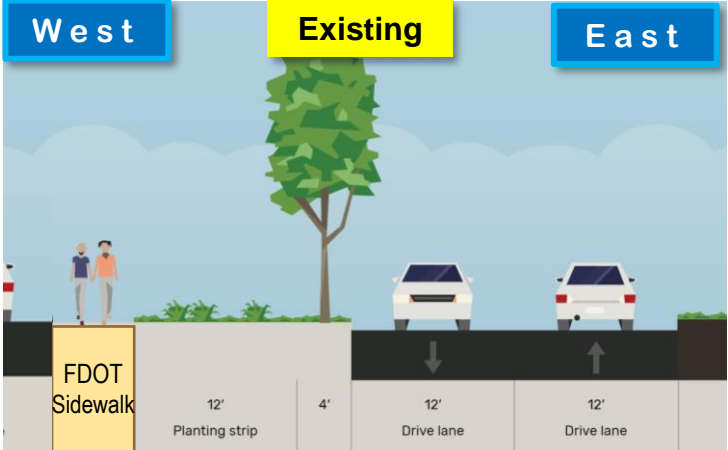 West
Existing
East
FDOT
Sidewalk
12'
Planting strip
4'
12'
Drive lane
12'
Drive lane